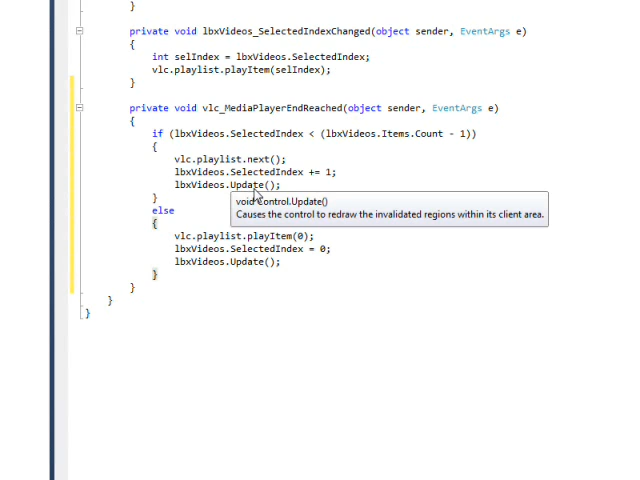 }
private void lbxVideos_SelectedIndexChanged(object sender, EventArgs e)
{
int selIndex = lbxVideos.SelectedIndex;
vlc.playlist.playItem(selIndex);
}
private void vlc_MediaPlayerEndReached(object sender, EventArgs e)
{
if (lbxVideos.SelectedIndex < (lbxVideos.Items.Count - 1))
{
vlc.playlist.next();
lbxVideos.SelectedIndex += 1;
lbxVideos.Update();
void Control.Update()
Causes the control to redraw the invalidated regions within its client area.
}
else
{
vlc.playlist.playItem(0);
lbxVideos.SelectedIndex = 0;
lbxVideos.Update();
}
}
}
}